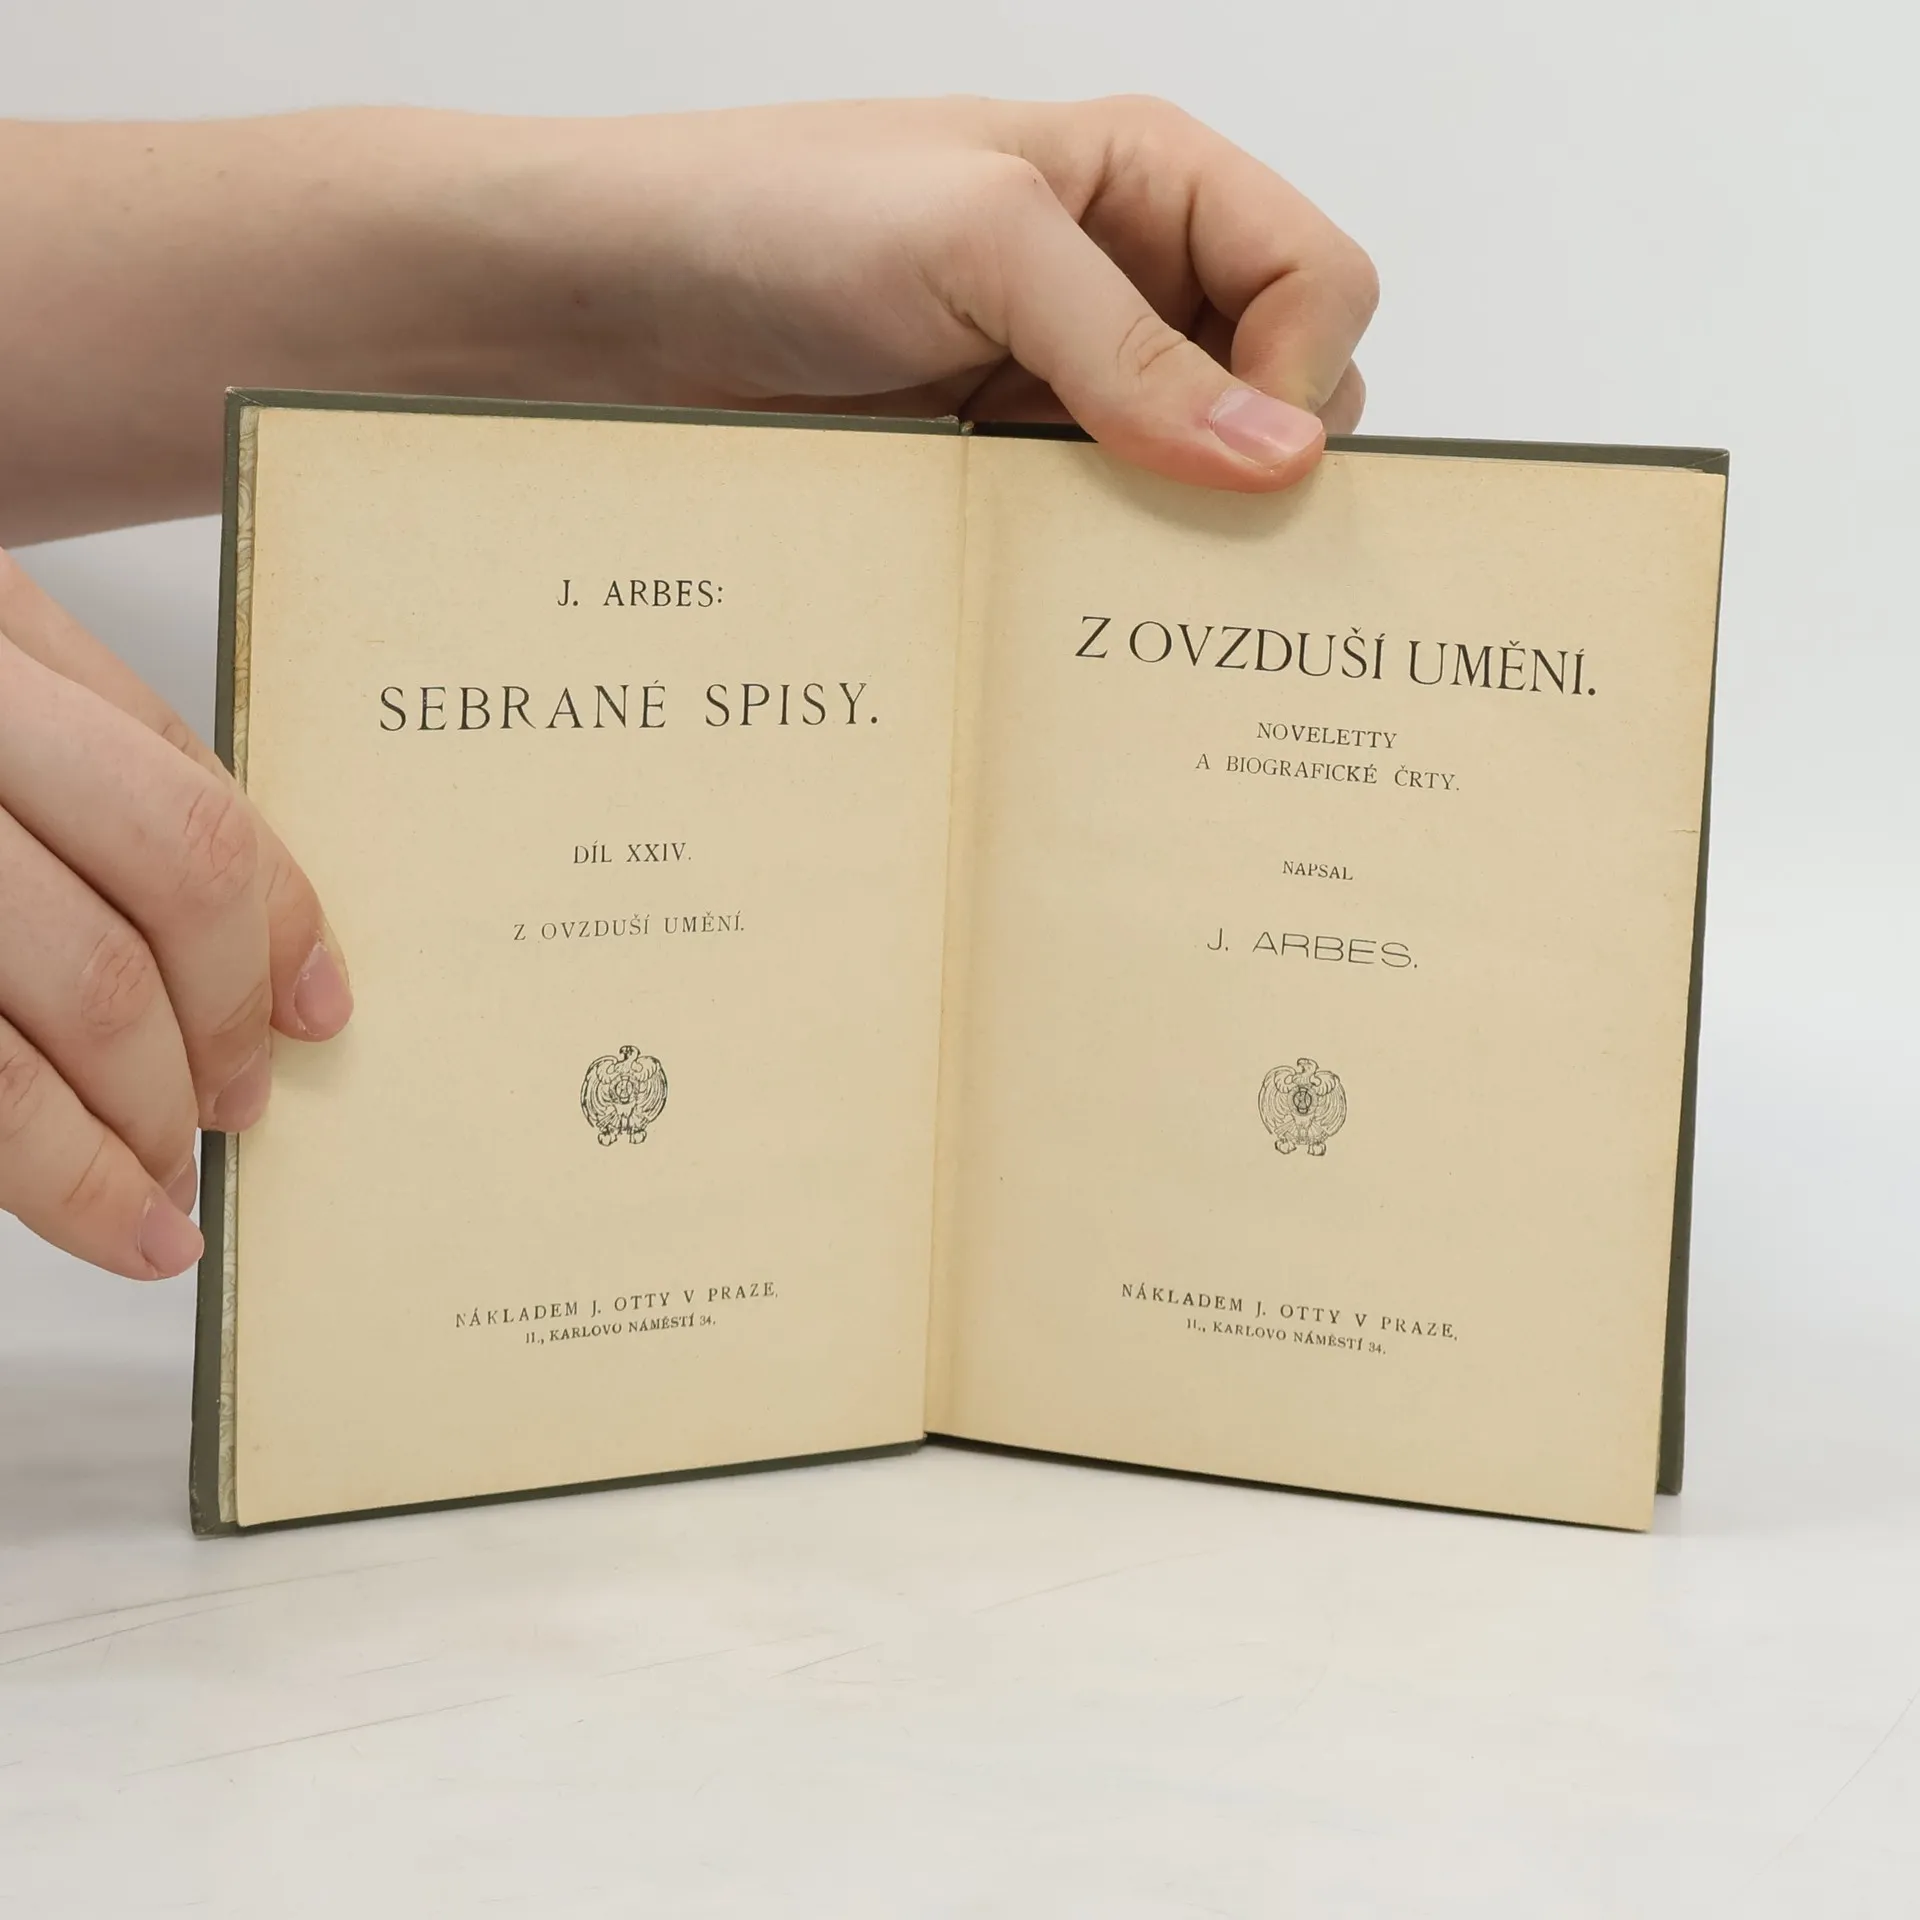 J. ARBES:
SEBRANÉ SPISY.
DÍL XXIV.
Z OVZDUŠÍ UMĚNÍ.
NÁKLADEM J. OTTY V PRAZE,
II., KARLOVO NÁMĚSTÍ 34.
Z OVZDUŠÍ UMĚNÍ.
NOVELETTY
A BIOGRAFICKÉ ČRTY.
NAPSAL
J. ARBES.
NÁKLADEM J. OTTY V PRAZE,
II., KARLOVO NÁMĚSTÍ 34.